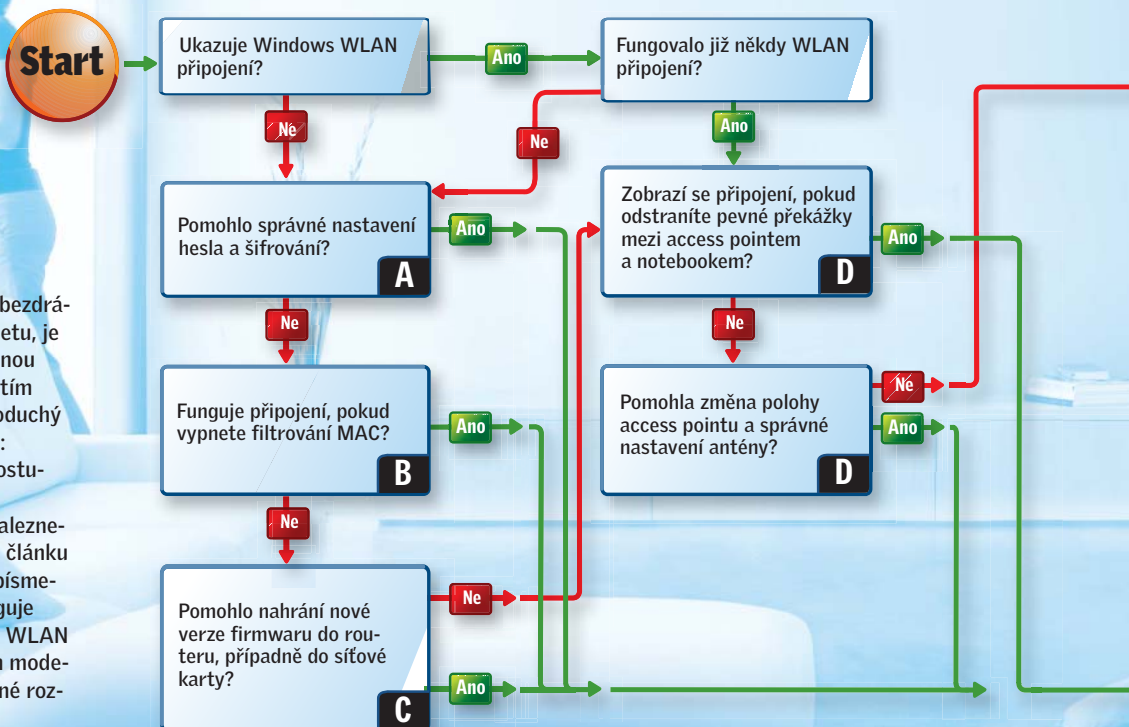 Start
Ukazuje Windows WLAN
připojení?
Ano
Fungovalo již někdy WLAN
připojení?
Ne
Ne
Ano
Pomohlo správné nastavení
hesla a šifrování?
A
Ano
Zobrazí se připojení, pokud
odstraníte pevné překážky
mezi access pointem
a notebookem?
D
Ano
Ne
Ne
Funguje připojení, pokud
vypnete filtrování MAC?
B
Ano
Pomohla změna polohy
access pointu a správné
nastavení antény?
D
Ne
Ano
Ne
Pomohlo nahrání nové
verze firmwaru do rou-
teru, případně do síťové
karty?
C
Ne
Ano
bezdrá-
etu, je
nou
tím
oduchý
:
ostu-
alezne-
článku
písme-
guje
WLAN
mode-
né roz-